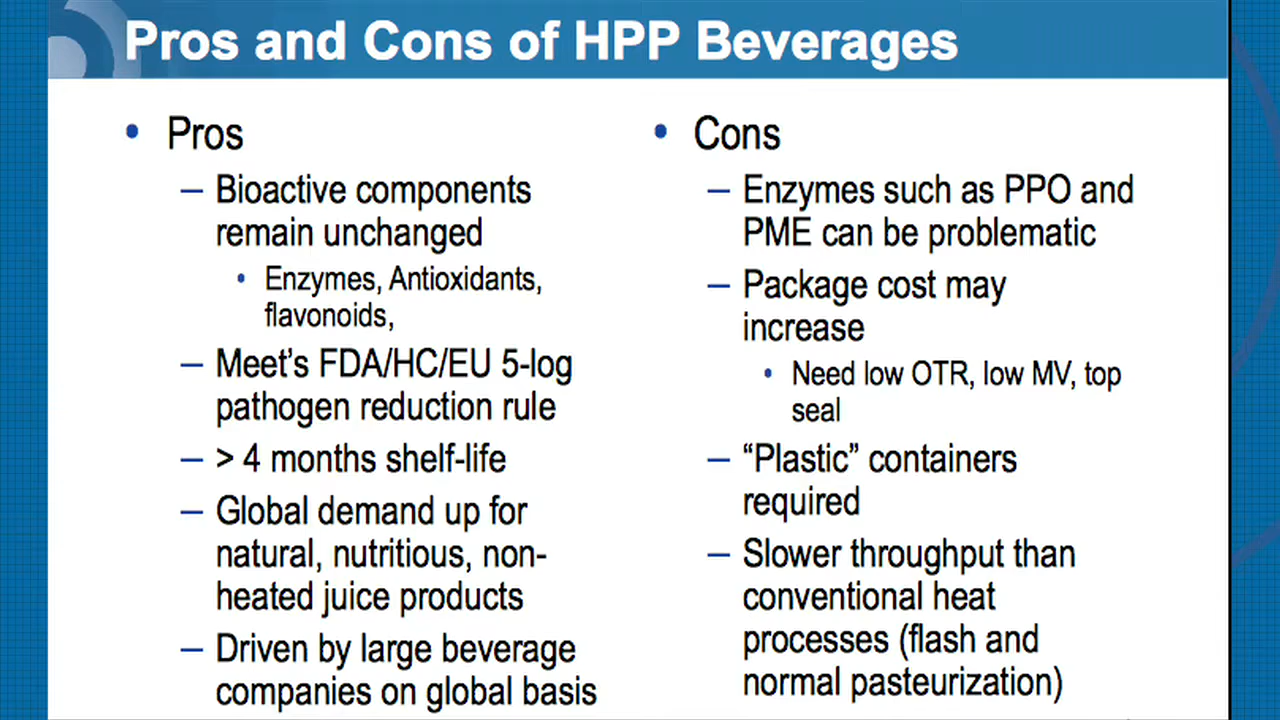 Pros and Cons of HPP Beverages
• Pros
– Bioactive components
remain unchanged
• Enzymes, Antioxidants,
flavonoids,
– Meet's FDA/HC/EU 5-log
pathogen reduction rule
– > 4 months shelf-life
– Global demand up for
natural, nutritious, non-
heated juice products
– Driven by large beverage
companies on global basis
• Cons
– Enzymes such as PPO and
PME can be problematic
– Package cost may
increase
• Need low OTR, low MV, top
seal
– “Plastic” containers
required
– Slower throughput than
conventional heat
processes (flash and
normal pasteurization)